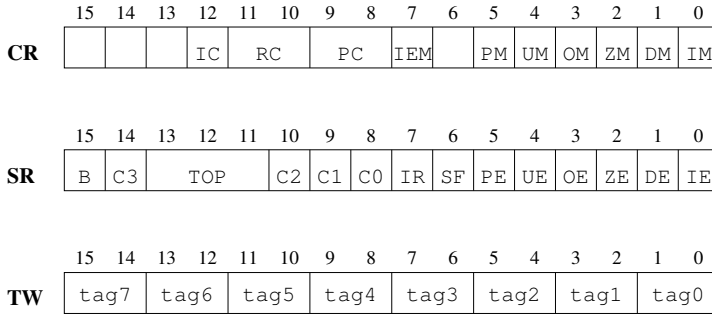 15 14 13 12 11 10 9 8 7 6 5 4 3 2 1 0
CR IC RC PC IEM PM UM OM ZM DM IM
15 14 13 12 11 10 9 8 7 6 5 4 3 2 1 0
SR B C3 TOP C2 C1 C0 IR SF PE UE OE ZE DE IE
15 14 13 12 11 10 9 8 7 6 5 4 3 2 1 0
TW tag7 tag6 tag5 tag4 tag3 tag2 tag1 tag0